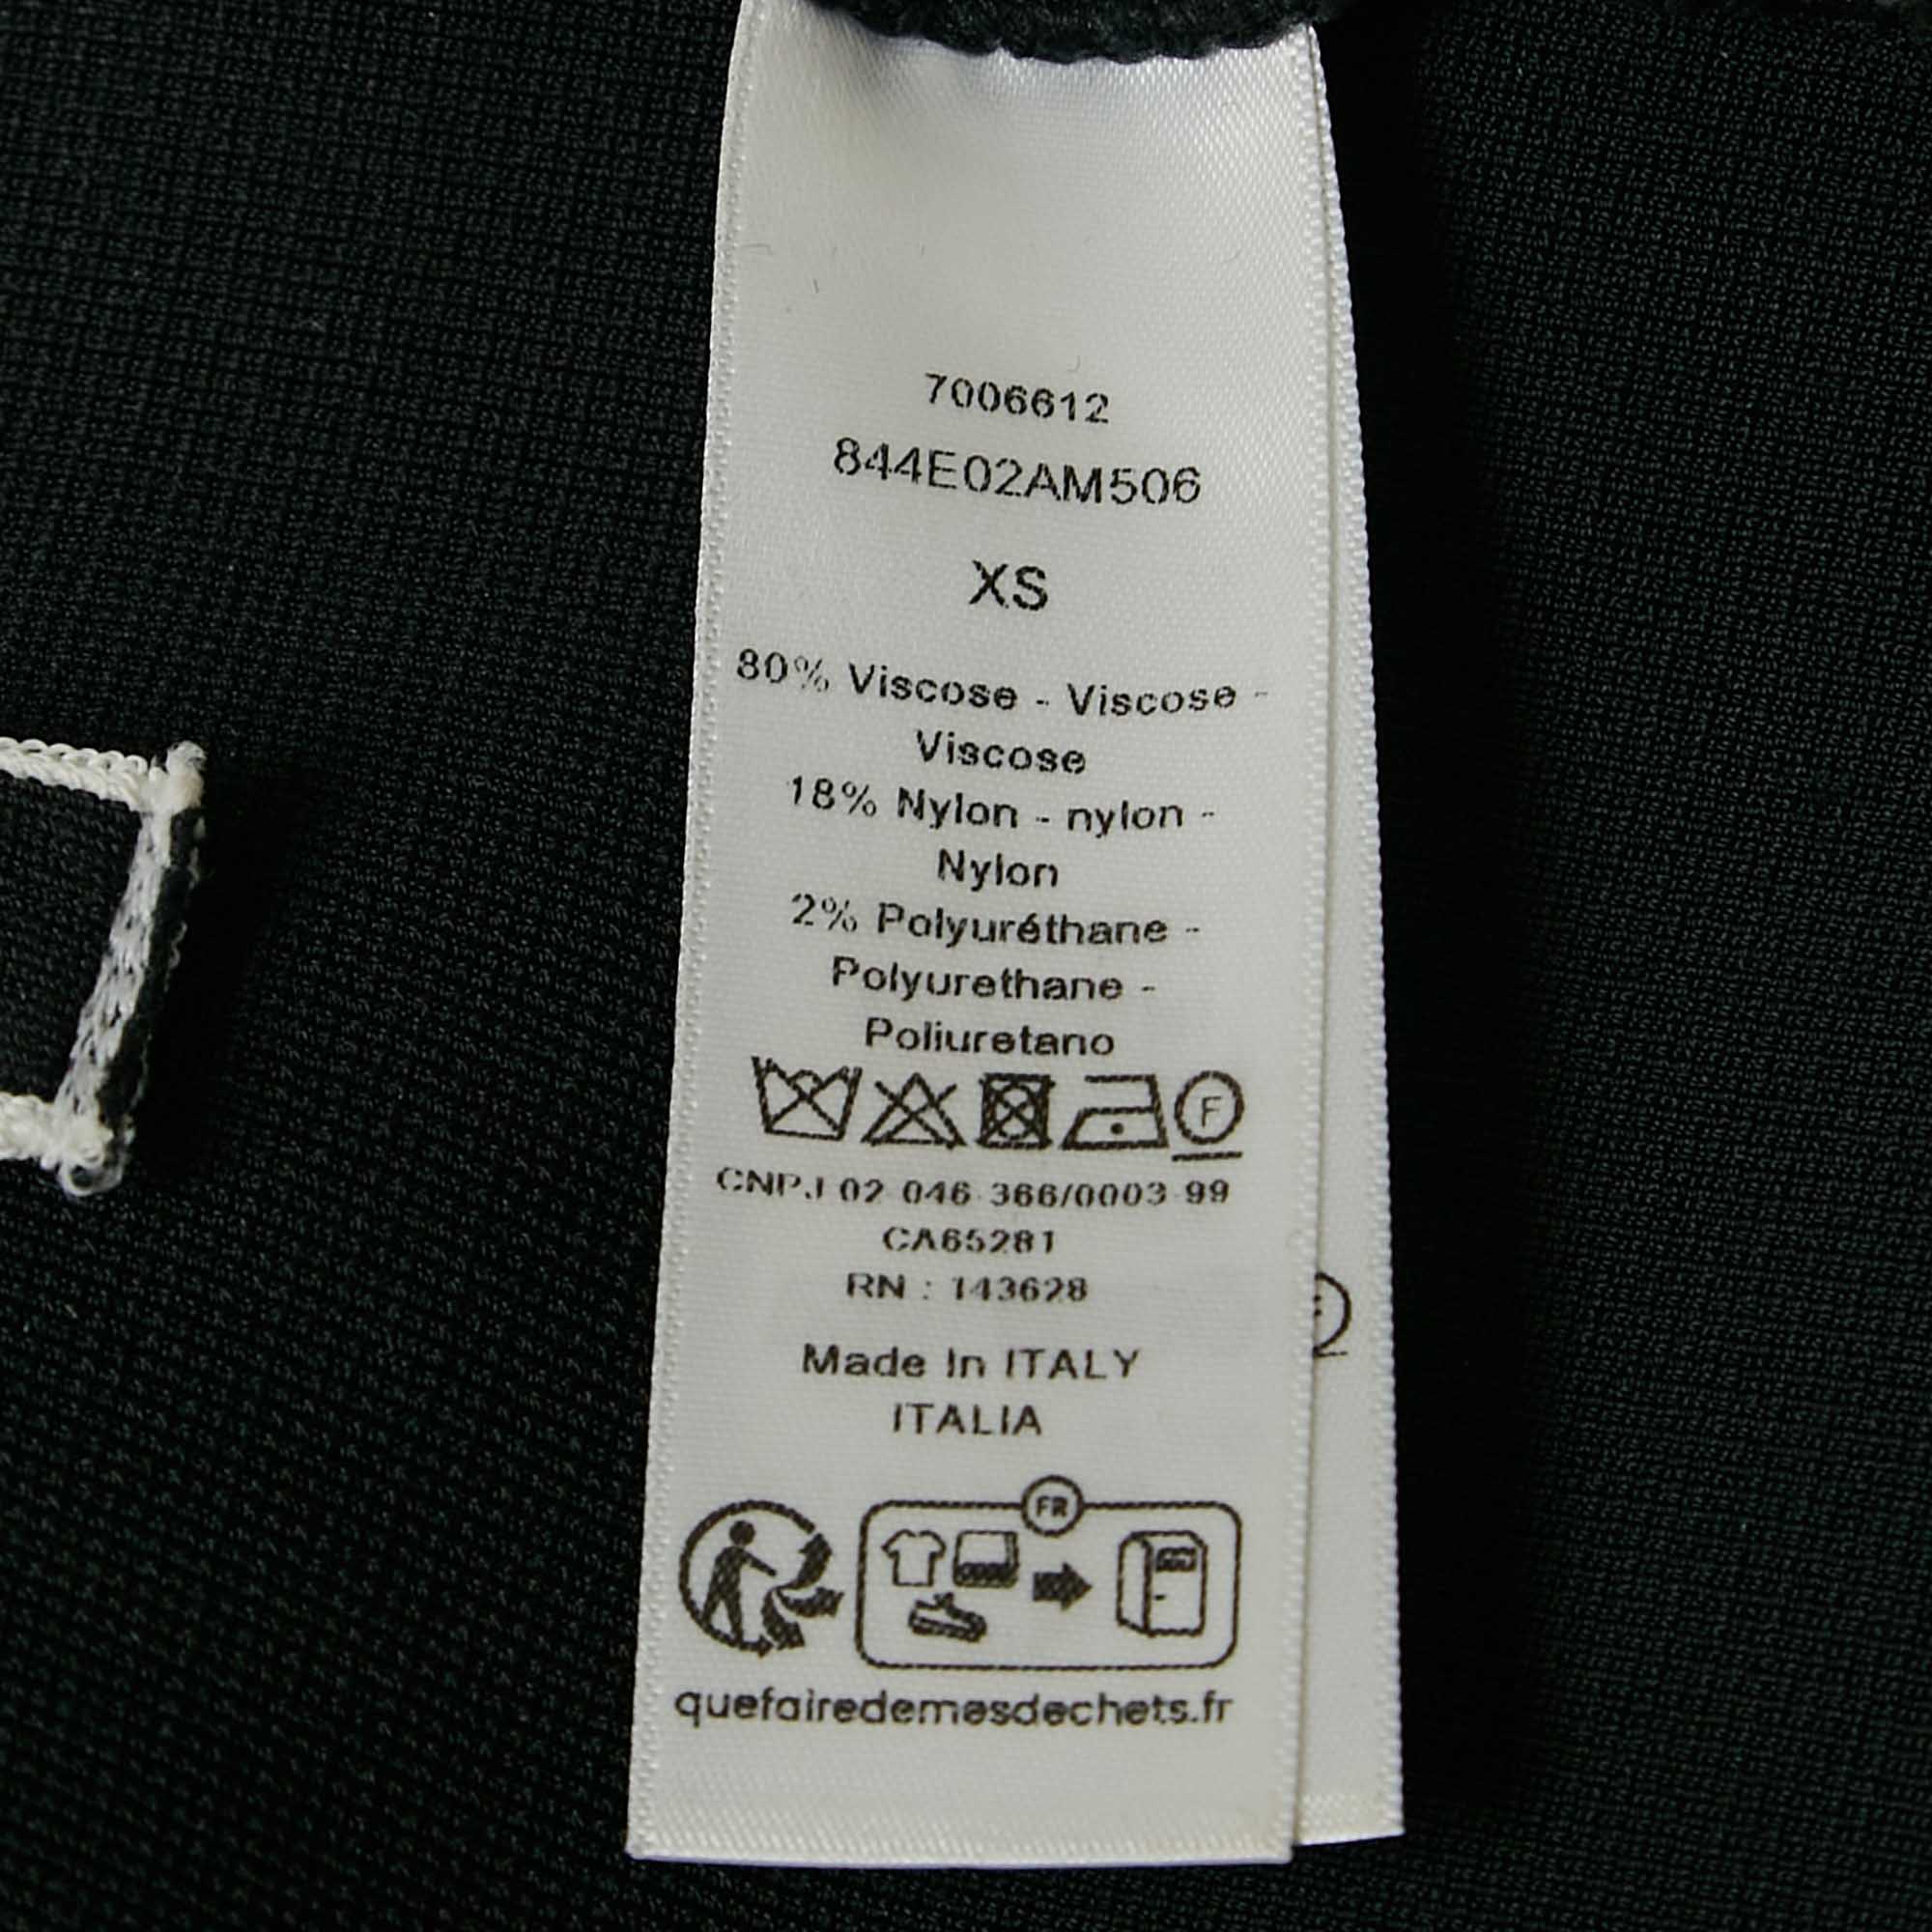 7006612
844E02AM506
XS
80% Viscose - Viscose -
Viscose
18% Nylon - nylon -
Nylon
2% Polyuréthane -
Polyurethane -
Poliuretano
F
CNPJ 02 046 366/0003 99
CA65281
RN : 143628
Made In ITALY
ITALIA
FR
quefairedemesdechets.fr